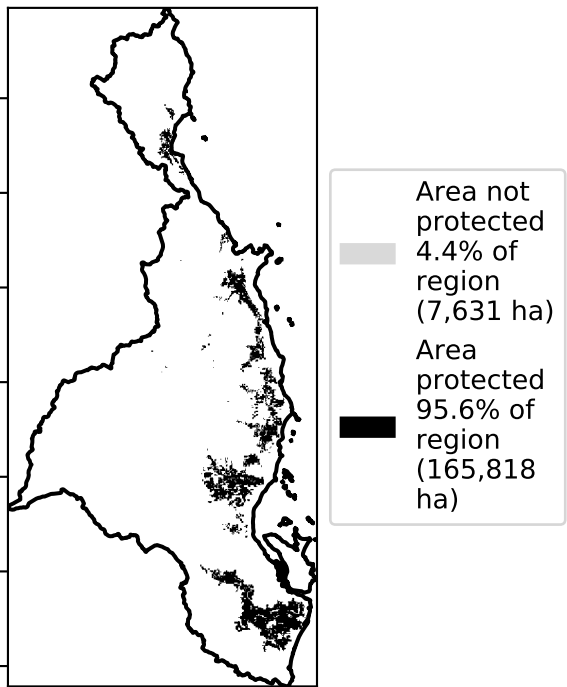 Area not
protected
4.4% of
region
(7,631 ha)
Area
protected
95.6% of
region
(165,818
ha)